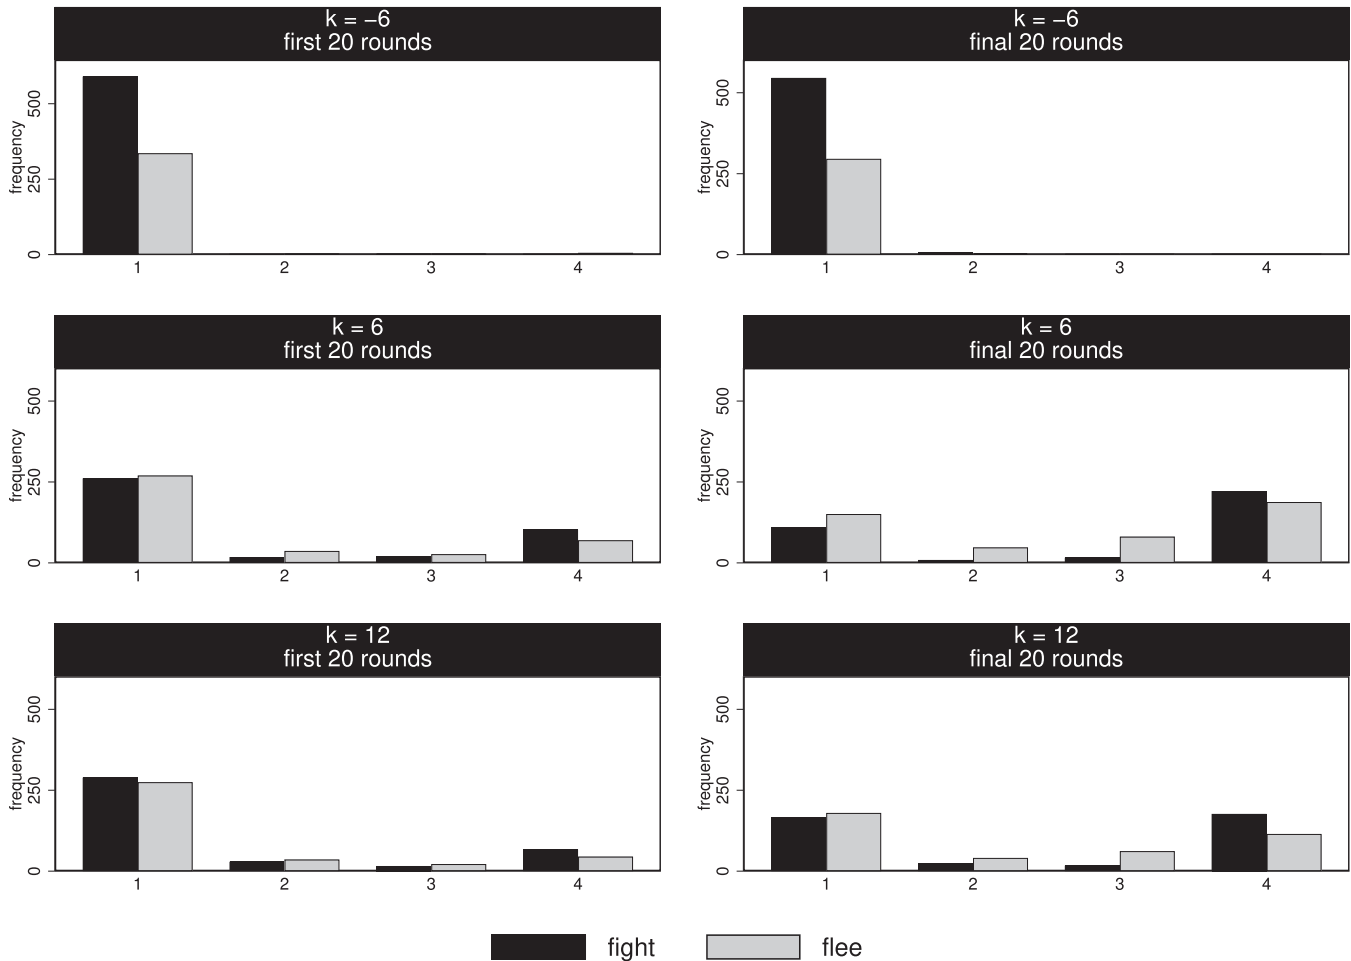 k = −6
first 20 rounds
k = −6
final 20 rounds
frequency
0
250
500
1
2
3
4
frequency
0
250
500
1
2
3
4
k = 6
first 20 rounds
k = 6
final 20 rounds
frequency
0
250
500
1
2
3
4
frequency
0
250
500
1
2
3
4
k = 12
first 20 rounds
k = 12
final 20 rounds
frequency
0
250
500
1
2
3
4
frequency
0
250
500
1
2
3
4
fight
flee